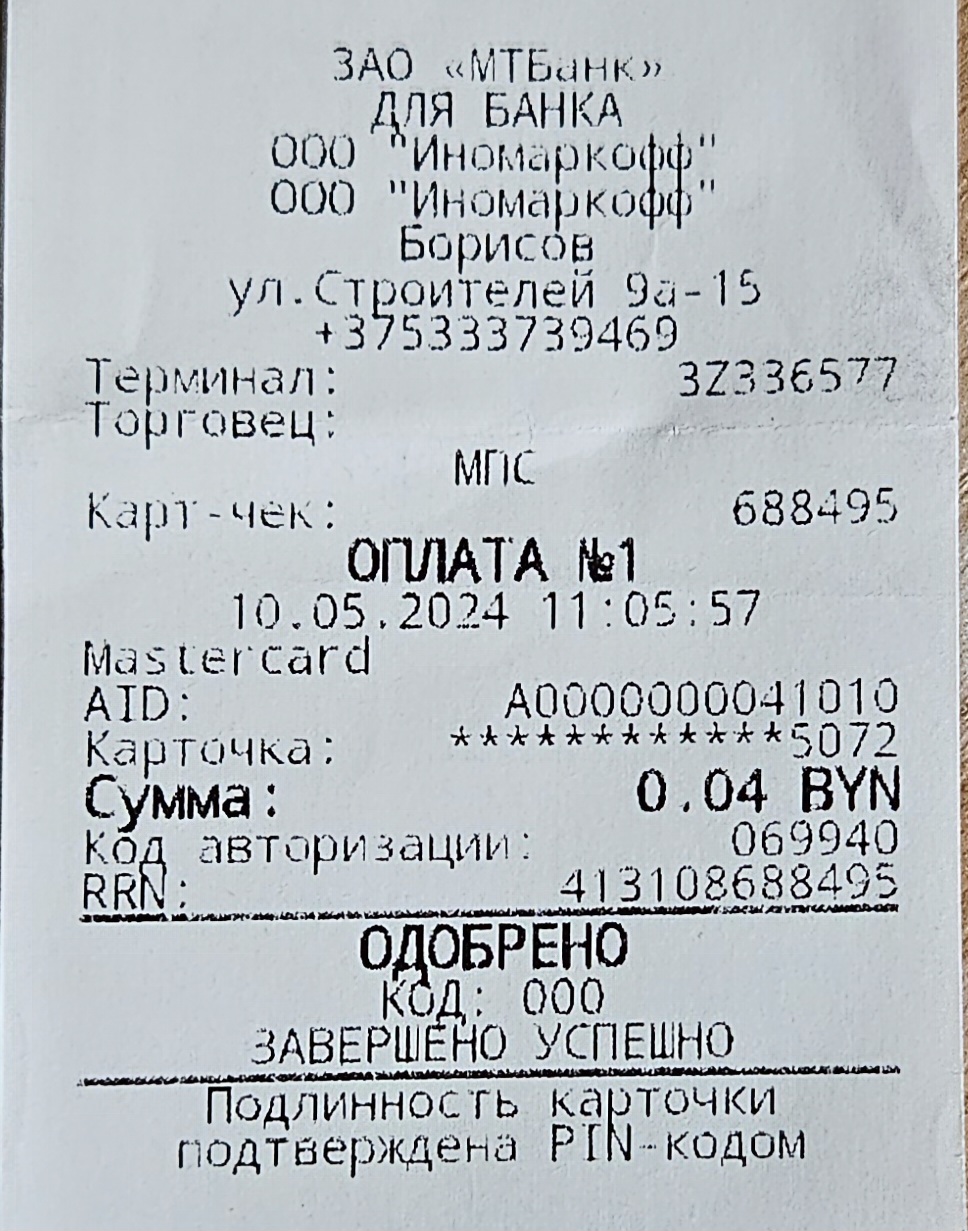 ЗАО «МТБанк»
ДЛЯ БАНКА
ООО "Иномаркофф"
ООО "Иномаркофф"
Борисов
ул.Строителей 9а-15
+375333739469
Терминал: 3Z336577
Торговец:
МПС
Карт-чек: 688495
ОПЛАТА №1
10.05.2024 11:05:57
Mastercard
AID: A0000000041010
Карточка: ************5072
Сумма: 0.04 BYN
Код авторизации: 069940
RRN: 413108688495
ОДОБРЕНО
КОД: 000
ЗАВЕРШЕНО УСПЕШНО
Подлинность карточки
подтверждена PIN-кодом